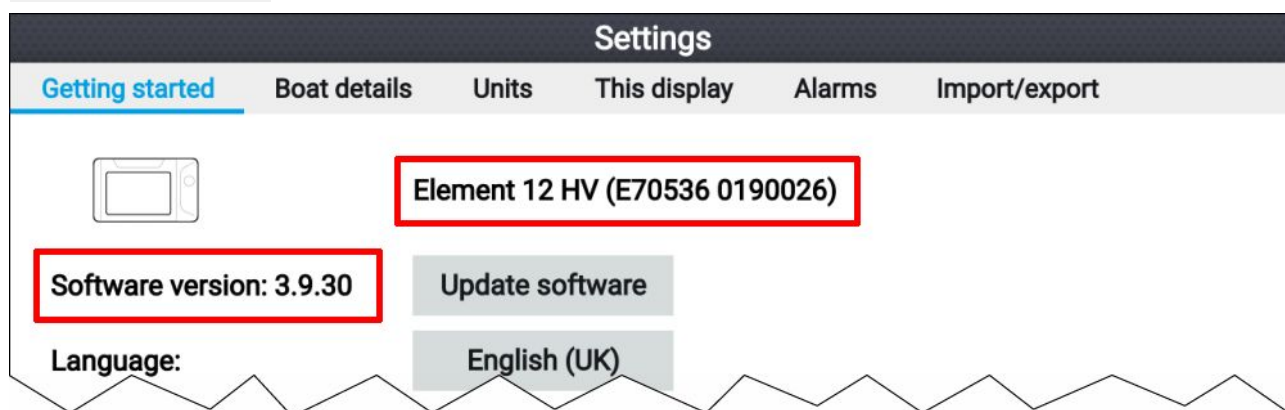 Settings
Getting started Boat details Units This display Alarms Import/export
Element 12 HV (E70536 0190026)
Software version: 3.9.30 Update software
Language: English (UK)